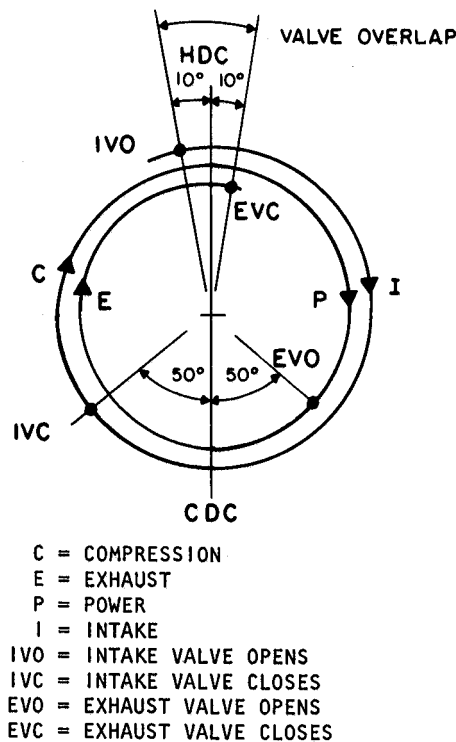 VALVE OVERLAP
HDC
10° 10°
IVO
EVC
C
E
P
I
EVO
50° 50°
IVC
CDC
C = COMPRESSION
E = EXHAUST
P = POWER
I = INTAKE
IVO = INTAKE VALVE OPENS
IVC = INTAKE VALVE CLOSES
EVO = EXHAUST VALVE OPENS
EVC = EXHAUST VALVE CLOSES